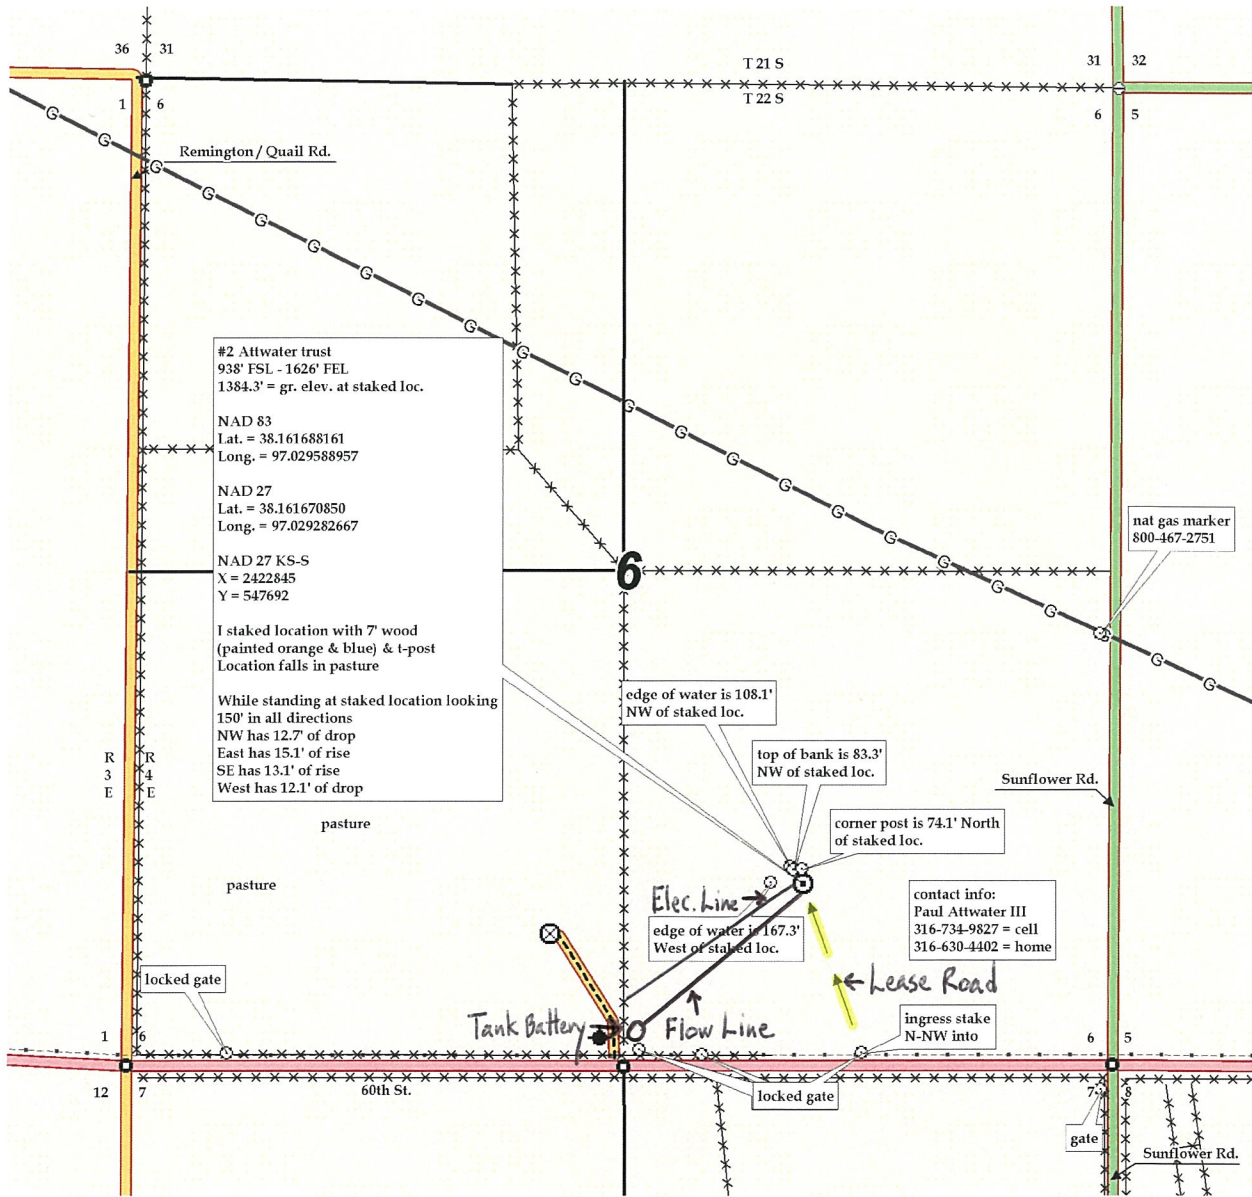 36 31
31 32
T 21 S
T 22 S
1 6
6 5
Remington / Quail Rd.
G G G G G G G G G G G G G G G G G G G G G G
#2 Attwater trust
938' FSL - 1626' FEL
1384.3' = gr. elev. at staked loc.
NAD 83
Lat. = 38.161688161
Long. = 97.029588957
NAD 27
Lat. = 38.161670850
Long. = 97.029282667
NAD 27 KS-S
X = 2422845
Y = 547692
I staked location with 7' wood
(painted orange & blue) & t-post
Location falls in pasture
While standing at staked location looking
150' in all directions
NW has 12.7' of drop
East has 15.1' of rise
SE has 13.1' of rise
West has 12.1' of drop
6
nat gas marker
800-467-2751
edge of water is 108.1'
NW of staked loc.
top of bank is 83.3'
NW of staked loc.
R R
3 4
E E
Sunflower Rd.
pasture
corner post is 74.1' North
of staked loc.
pasture
Elec. Line
contact info:
Paul Attwater III
316-734-9827 = cell
316-630-4402 = home
edge of water is 167.3'
West of staked loc.
locked gate
Lease Road
Tank Battery
Flow Line
ingress stake
N-NW into
1 6
6 5
12 7
60th St.
locked gate
7 8
gate
Sunflower Rd.